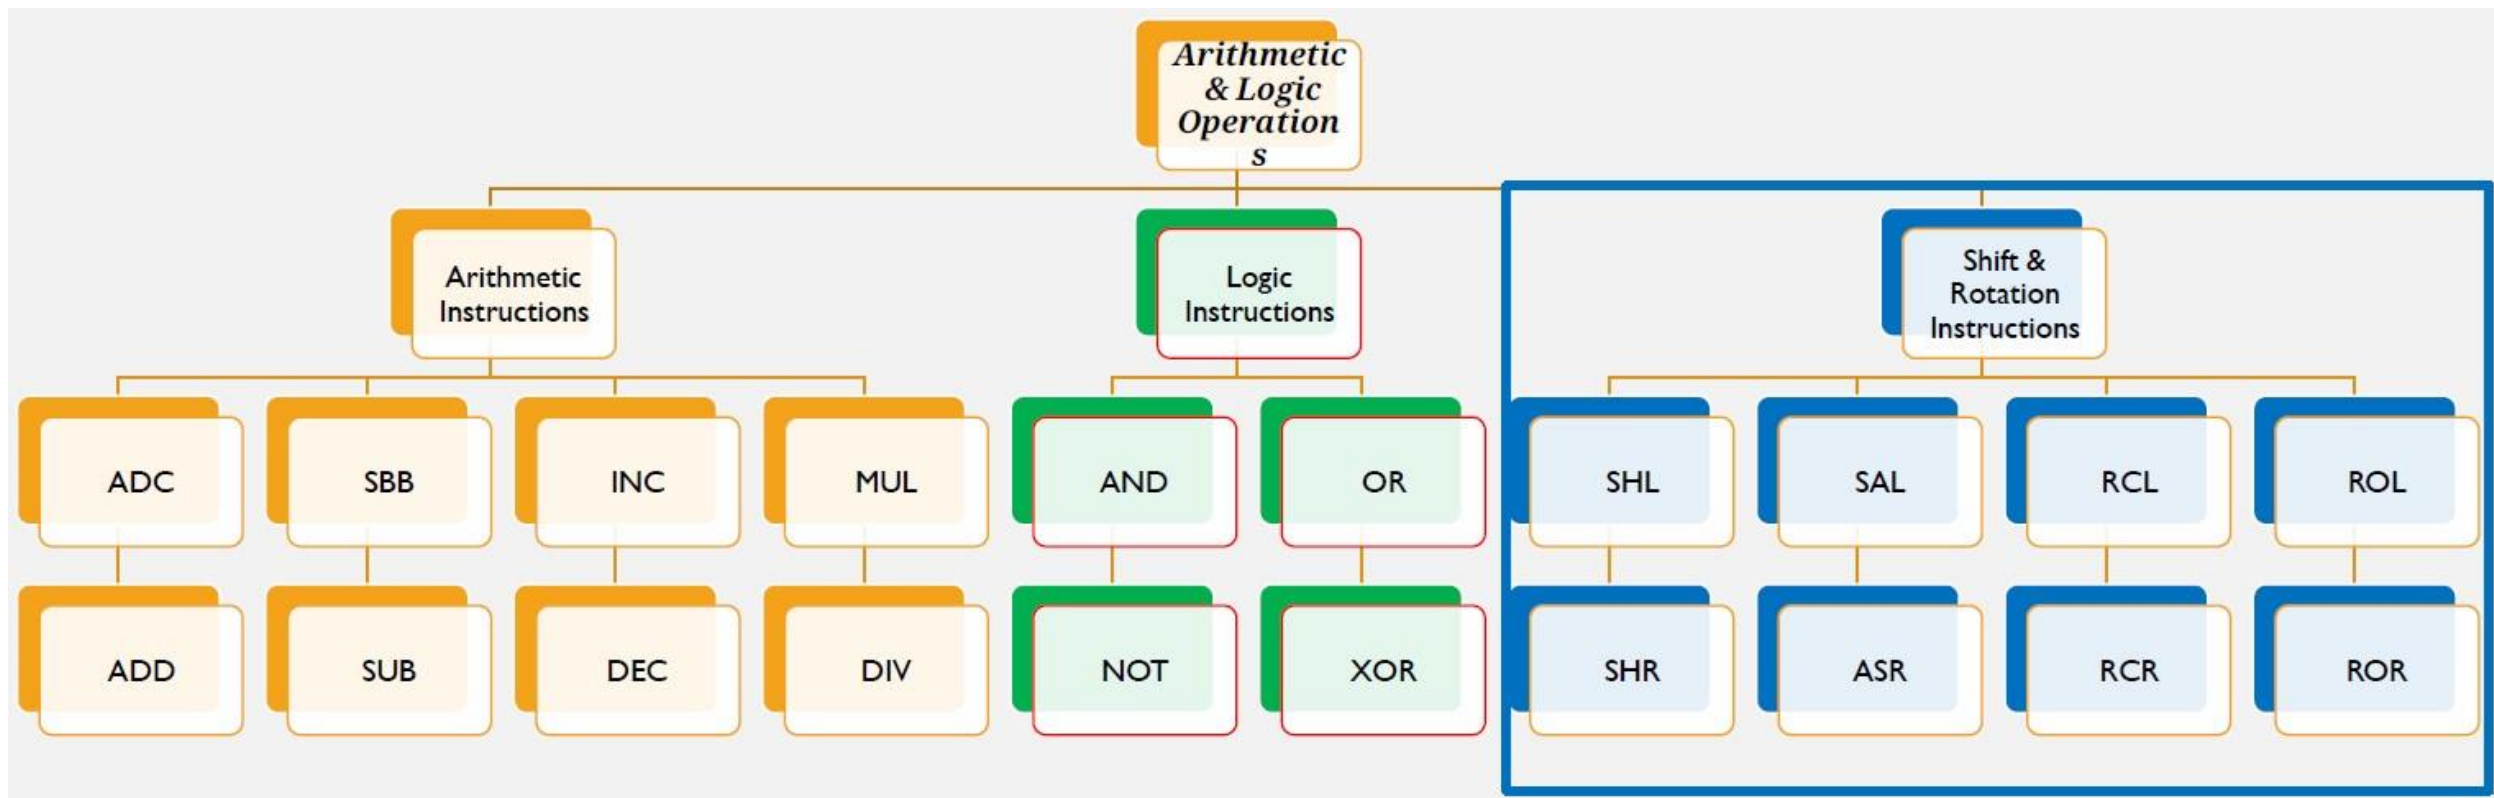 Arithmetic
& Logic
Operation
s
Arithmetic
Instructions
Logic
Instructions
Shift &
Rotation
Instructions
ADC
SBB
INC
MUL
AND
OR
SHL
SAL
RCL
ROL
ADD
SUB
DEC
DIV
NOT
XOR
SHR
ASR
RCR
ROR